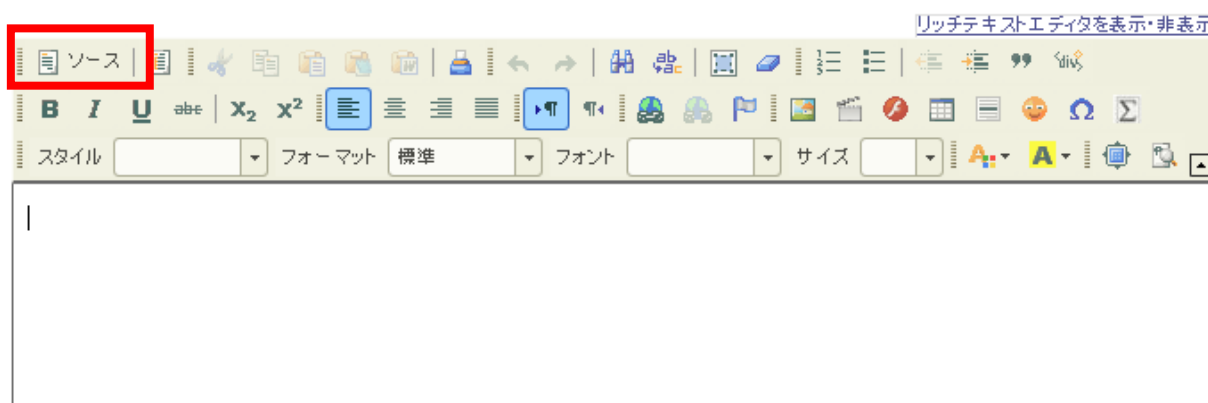 リッチテキストエディタを表示・非表示
ソース
B I U abc X₂ X²
スタイル フォーマット 標準 フォント サイズ A A